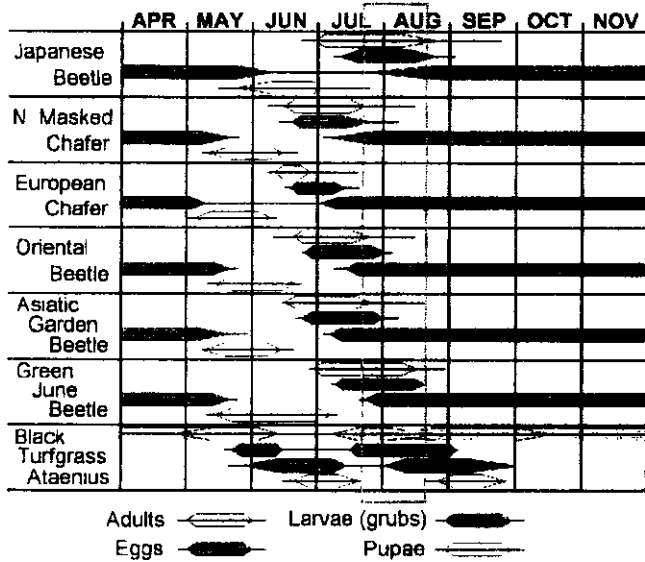 APR MAY JUN JUL AUG SEP OCT NOV
Japanese
Beetle
N Masked
Chafer
European
Chafer
Oriental
Beetle
Asiatic
Garden
Beetle
Green
June
Beetle
Black
Turfgrass
Ataenius
Adults Larvae (grubs)
Eggs Pupae